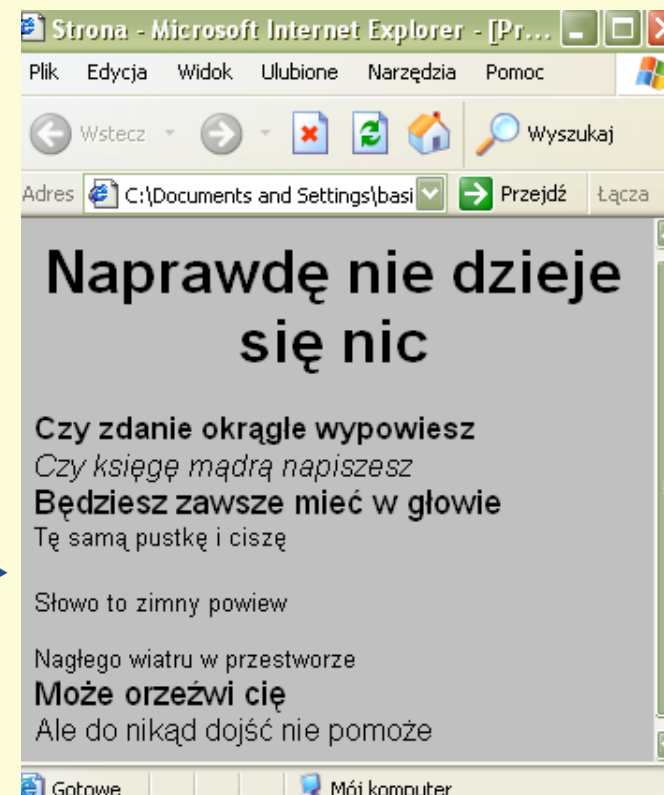 Strona - Microsoft Internet Explorer - [Pr...
Plik Edycja Widok Ulubione Narzędzia Pomoc
Wstecz Wyszukaj
Adres C:\Documents and Settings\basi Przejdź Łącza
Naprawdę nie dzieje
się nic
Czy zdanie okrągłe wypowiesz
Czy księgę mądrą napiszesz
Będziesz zawsze mieć w głowie
Tę samą pustkę i ciszę
Słowo to zimny powiew
Nagłego wiatru w przestworze
Może orzeźwi cię
Ale do nikąd dojść nie pomoże
Gotowe Mój komputer